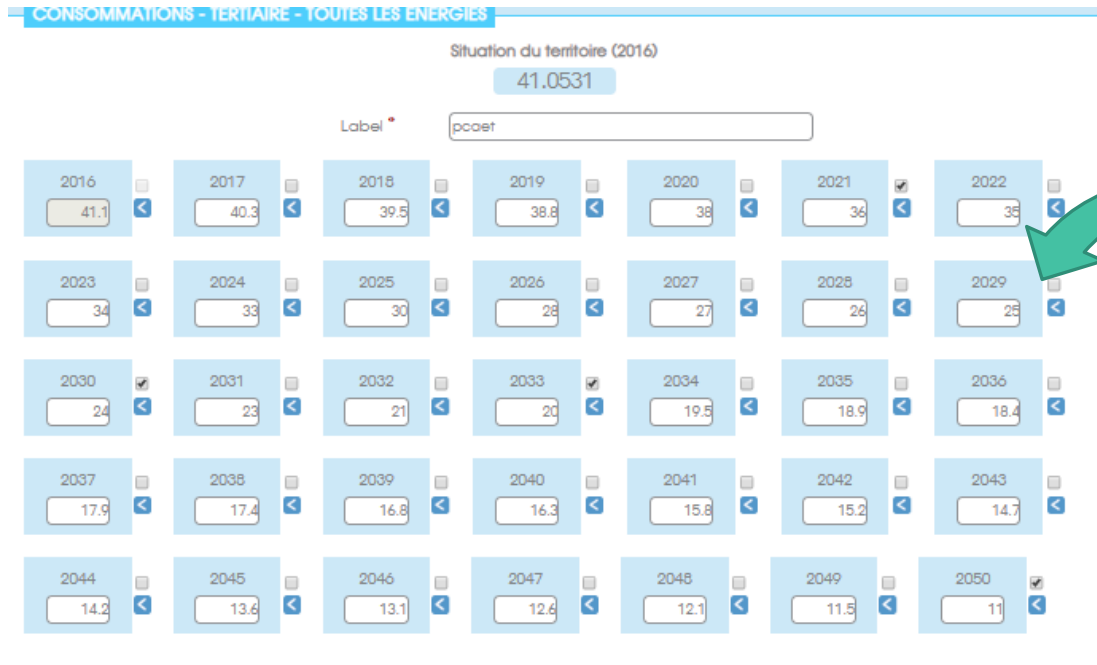 CONSOMMATIONS - TERTIAIRE - TOUTES LES ENERGIES
Situation du territoire (2016)
41.0531
Label * pcaet
2016 2017 2018 2019 2020 2021 2022
41.1 40.3 39.5 38.8 38 36 35
2023 2024 2025 2026 2027 2028 2029
34 33 30 28 27 26 25
2030 2031 2032 2033 2034 2035 2036
24 23 21 20 19.5 18.9 18.4
2037 2038 2039 2040 2041 2042 2043
17.9 17.4 16.8 16.3 15.8 15.2 14.7
2044 2045 2046 2047 2048 2049 2050
14.2 13.6 13.1 12.6 12.1 11.5 11